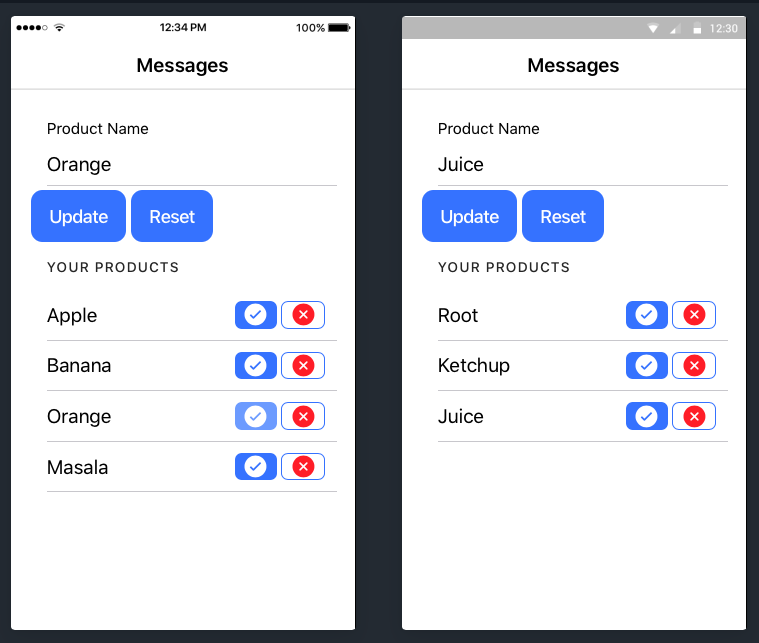 12:34 PM 100%
Messages
Product Name
Orange
Update Reset
YOUR PRODUCTS
Apple
Banana
Orange
Masala
12:30
Messages
Product Name
Juice
Update Reset
YOUR PRODUCTS
Root
Ketchup
Juice